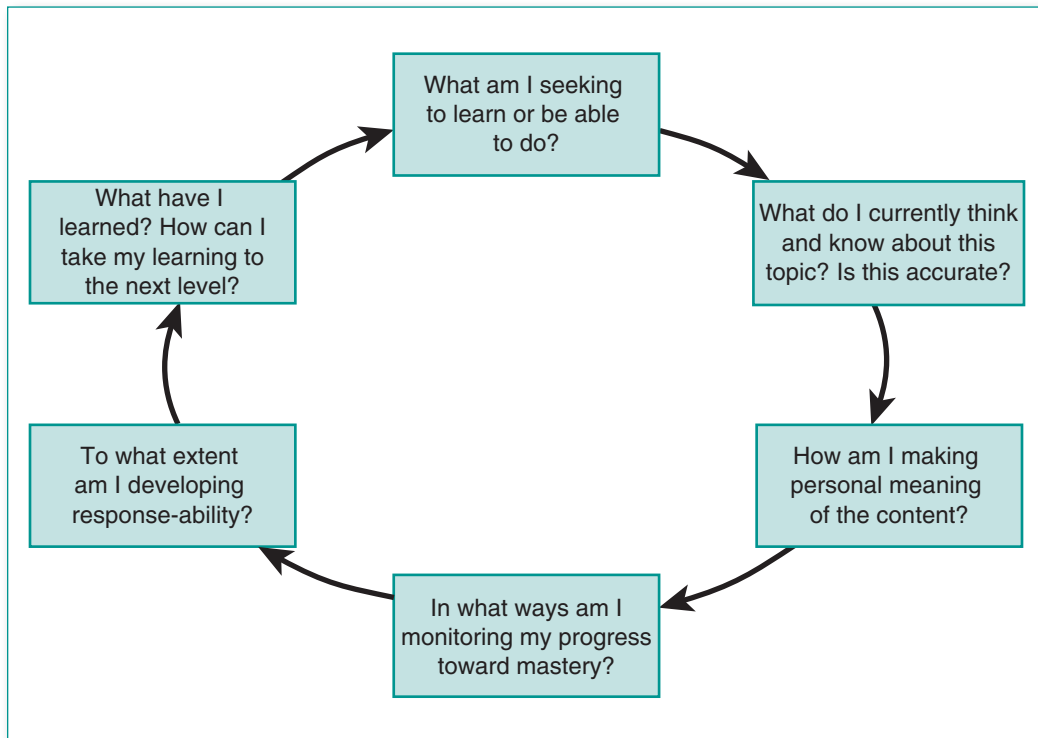 What am I seeking
to learn or be able
to do?
What do I currently think
and know about this
topic? Is this accurate?
How am I making
personal meaning
of the content?
In what ways am I
monitoring my progress
toward mastery?
To what extent
am I developing
response-ability?
What have I
learned? How can I
take my learning to
the next level?